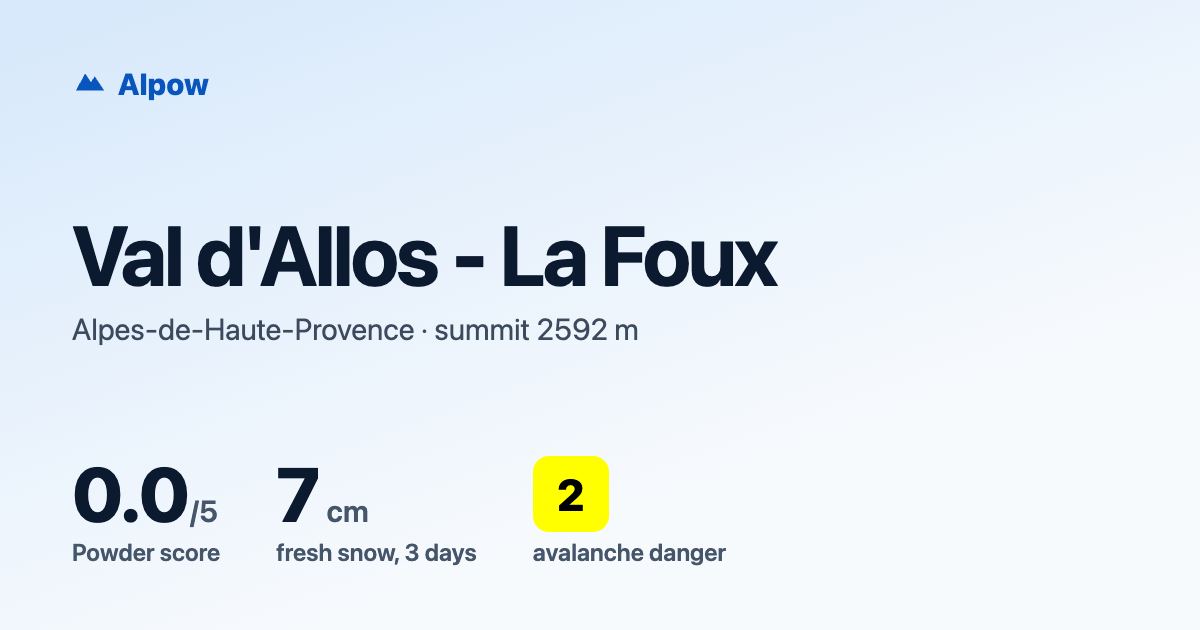 Alpow
Val d'Allos - La Foux
Alpes-de-Haute-Provence · summit 2592 m
0.0/5 7 cm 2
Powder score fresh snow, 3 days avalanche danger